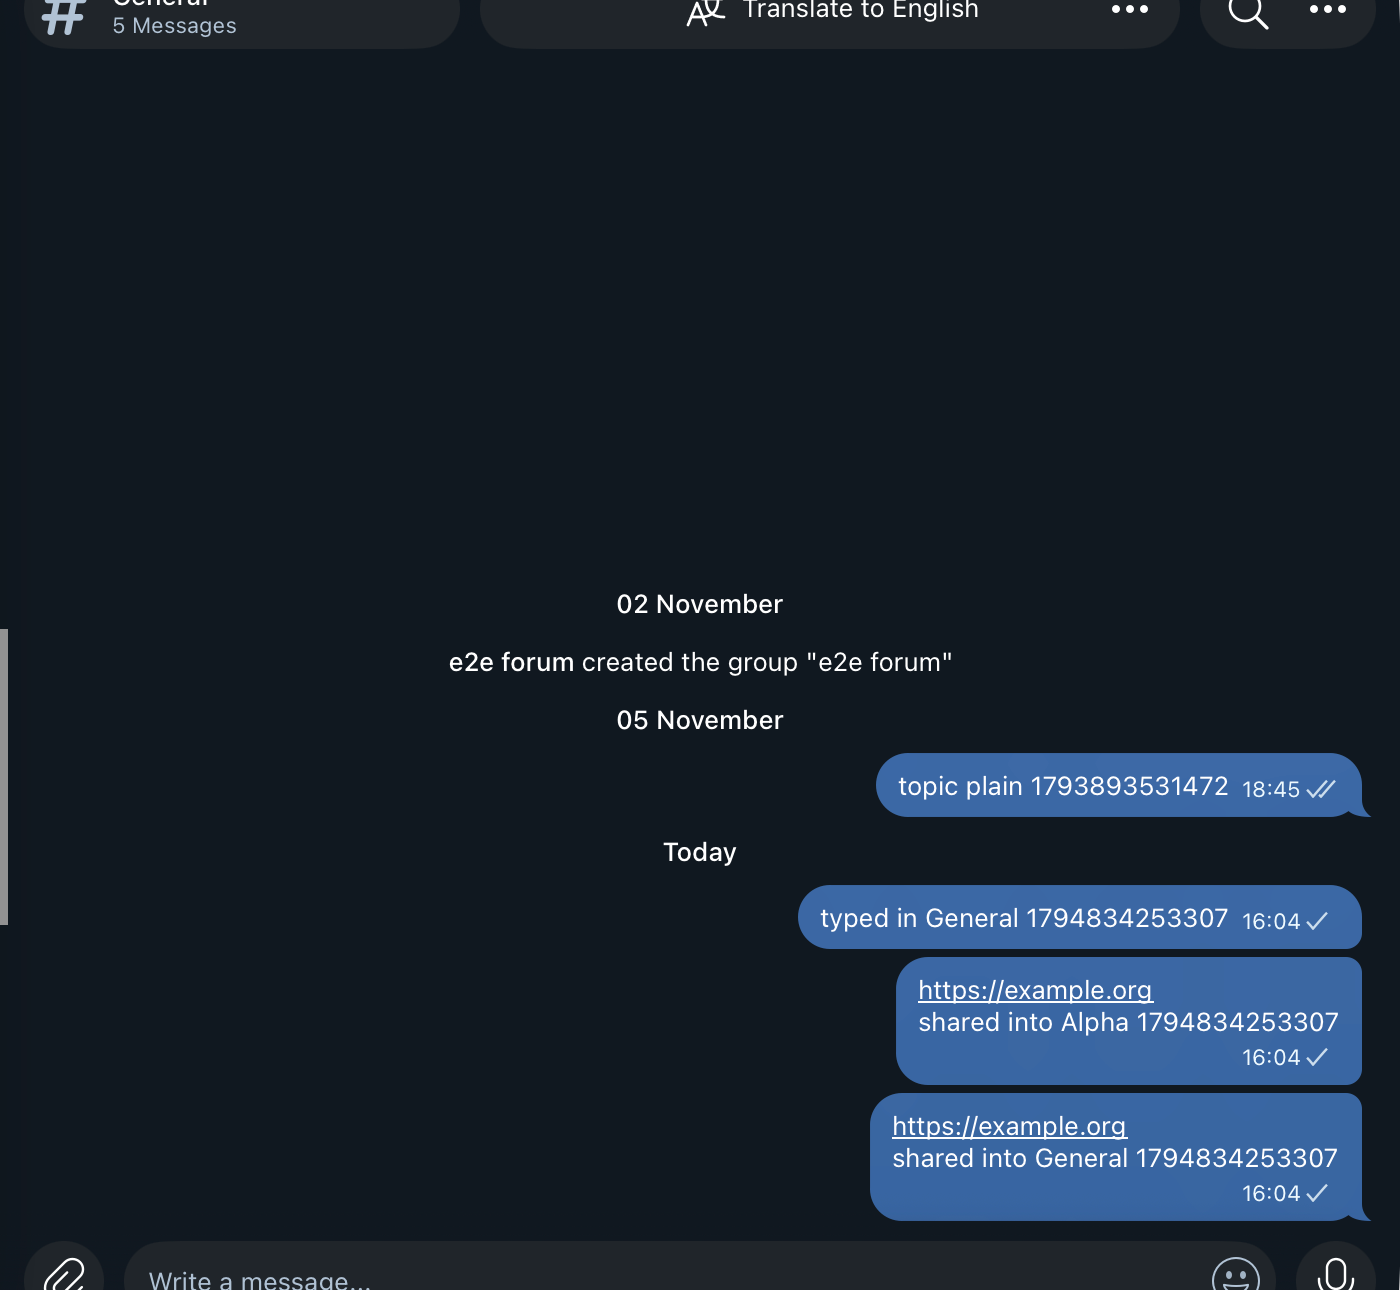 General
5 Messages
Translate to English
02 November
e2e forum created the group "e2e forum"
05 November
topic plain 1793893531472 18:45
Today
typed in General 1794834253307 16:04
https://example.org
shared into Alpha 1794834253307
16:04
https://example.org
shared into General 1794834253307
16:04
Write a message...